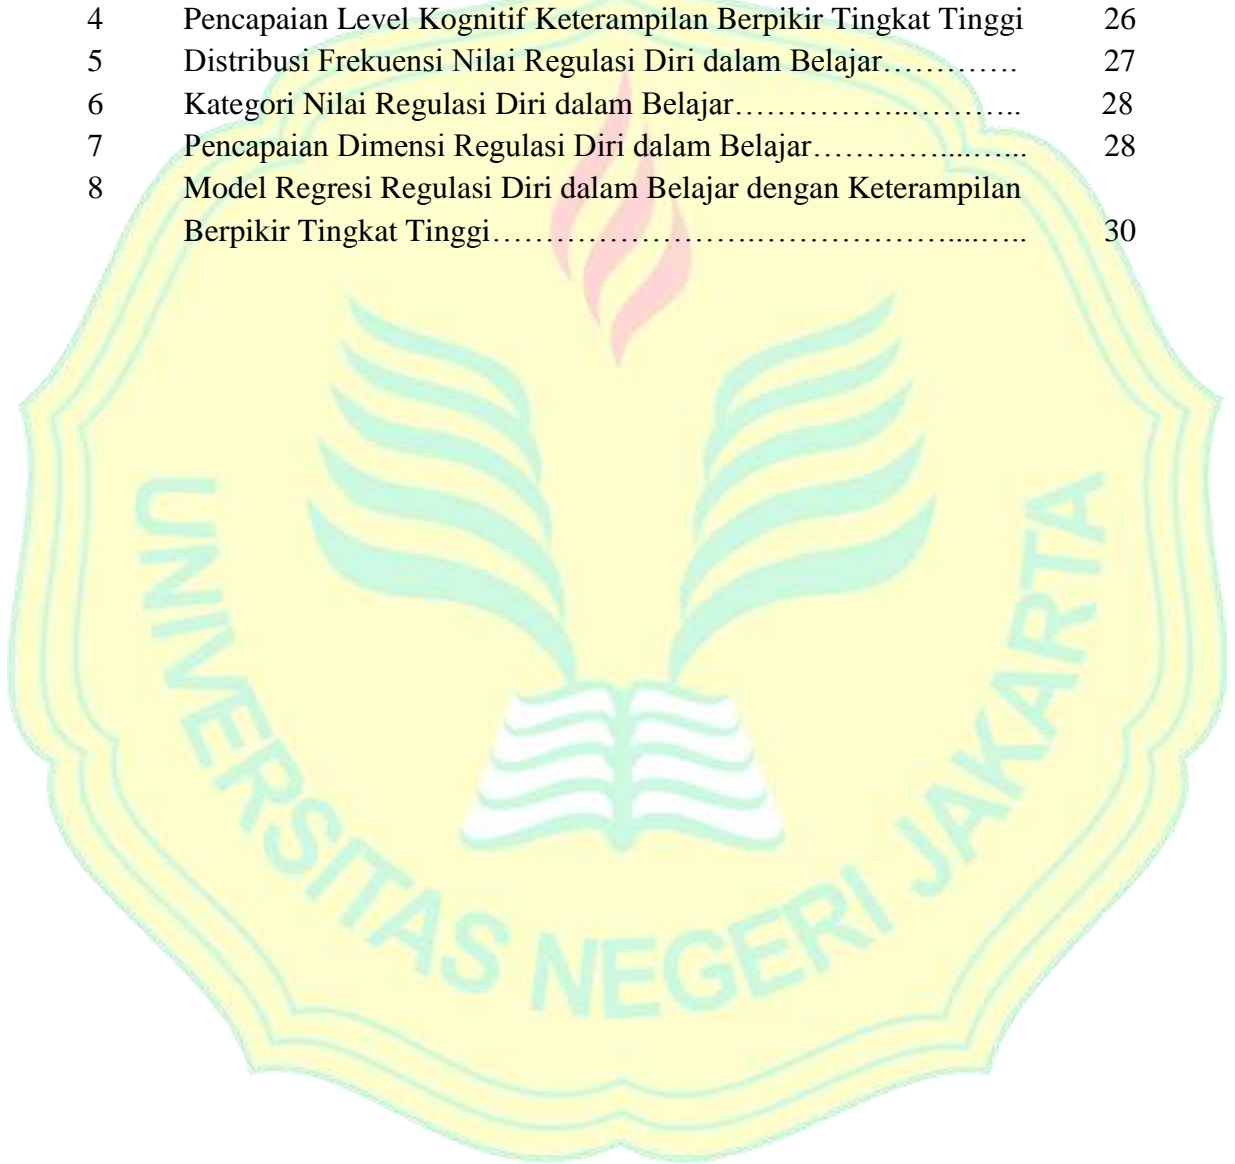 4 Pencapaian Level Kognitif Keterampilan Berpikir Tingkat Tinggi 26
5 Distribusi Frekuensi Nilai Regulasi Diri dalam Belajar…………. 27
6 Kategori Nilai Regulasi Diri dalam Belajar……………..……….. 28
7 Pencapaian Dimensi Regulasi Diri dalam Belajar…………....…... 28
8 Model Regresi Regulasi Diri dalam Belajar dengan Keterampilan
Berpikir Tingkat Tinggi…………………….………………....….. 30
UNIVERSITAS NEGERI JAKARTA